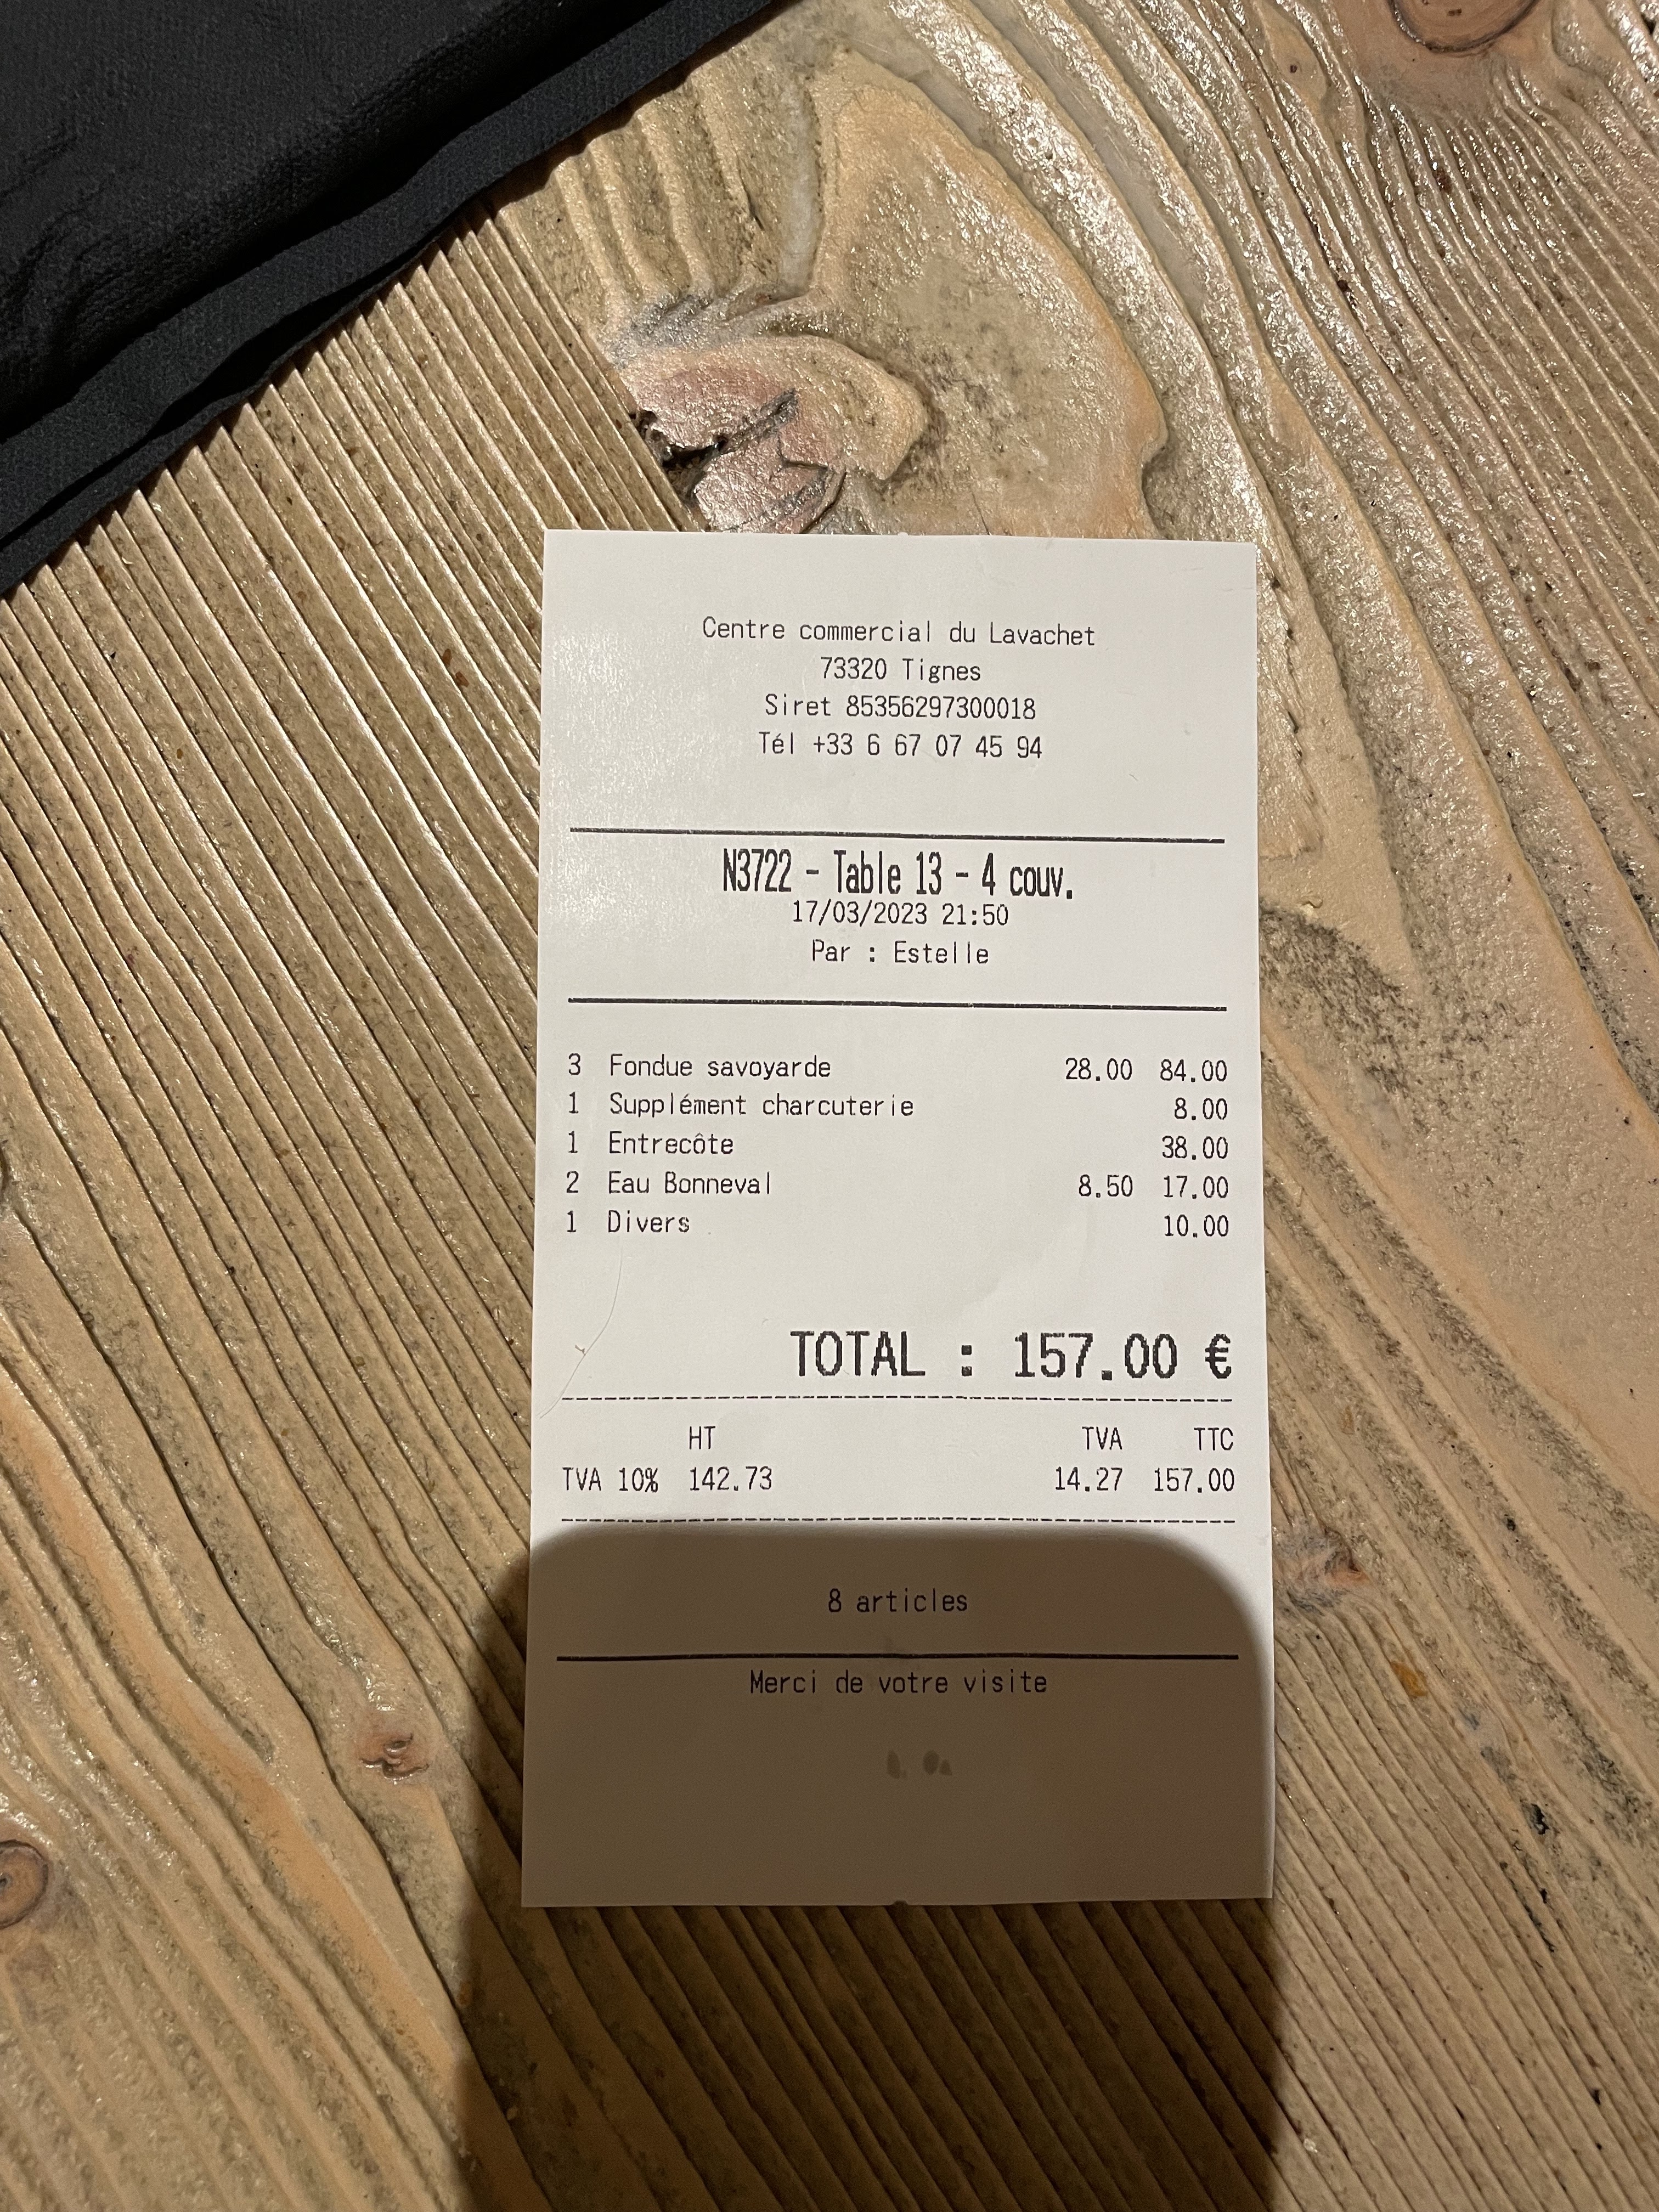 Centre commercial du Lavachet
73320 Tignes
Siret 85356297300018
Tél +33 6 67 07 45 94
N3722 - Table 13 - 4 couv.
17/03/2023 21:50
Par : Estelle
3 Fondue savoyarde 28.00 84.00
1 Supplément charcuterie 8.00
1 Entrecôte 38.00
2 Eau Bonneval 8.50 17.00
1 Divers 10.00
TOTAL : 157.00 €
HT TVA TTC
TVA 10% 142.73 14.27 157.00
8 articles
Merci de votre visite